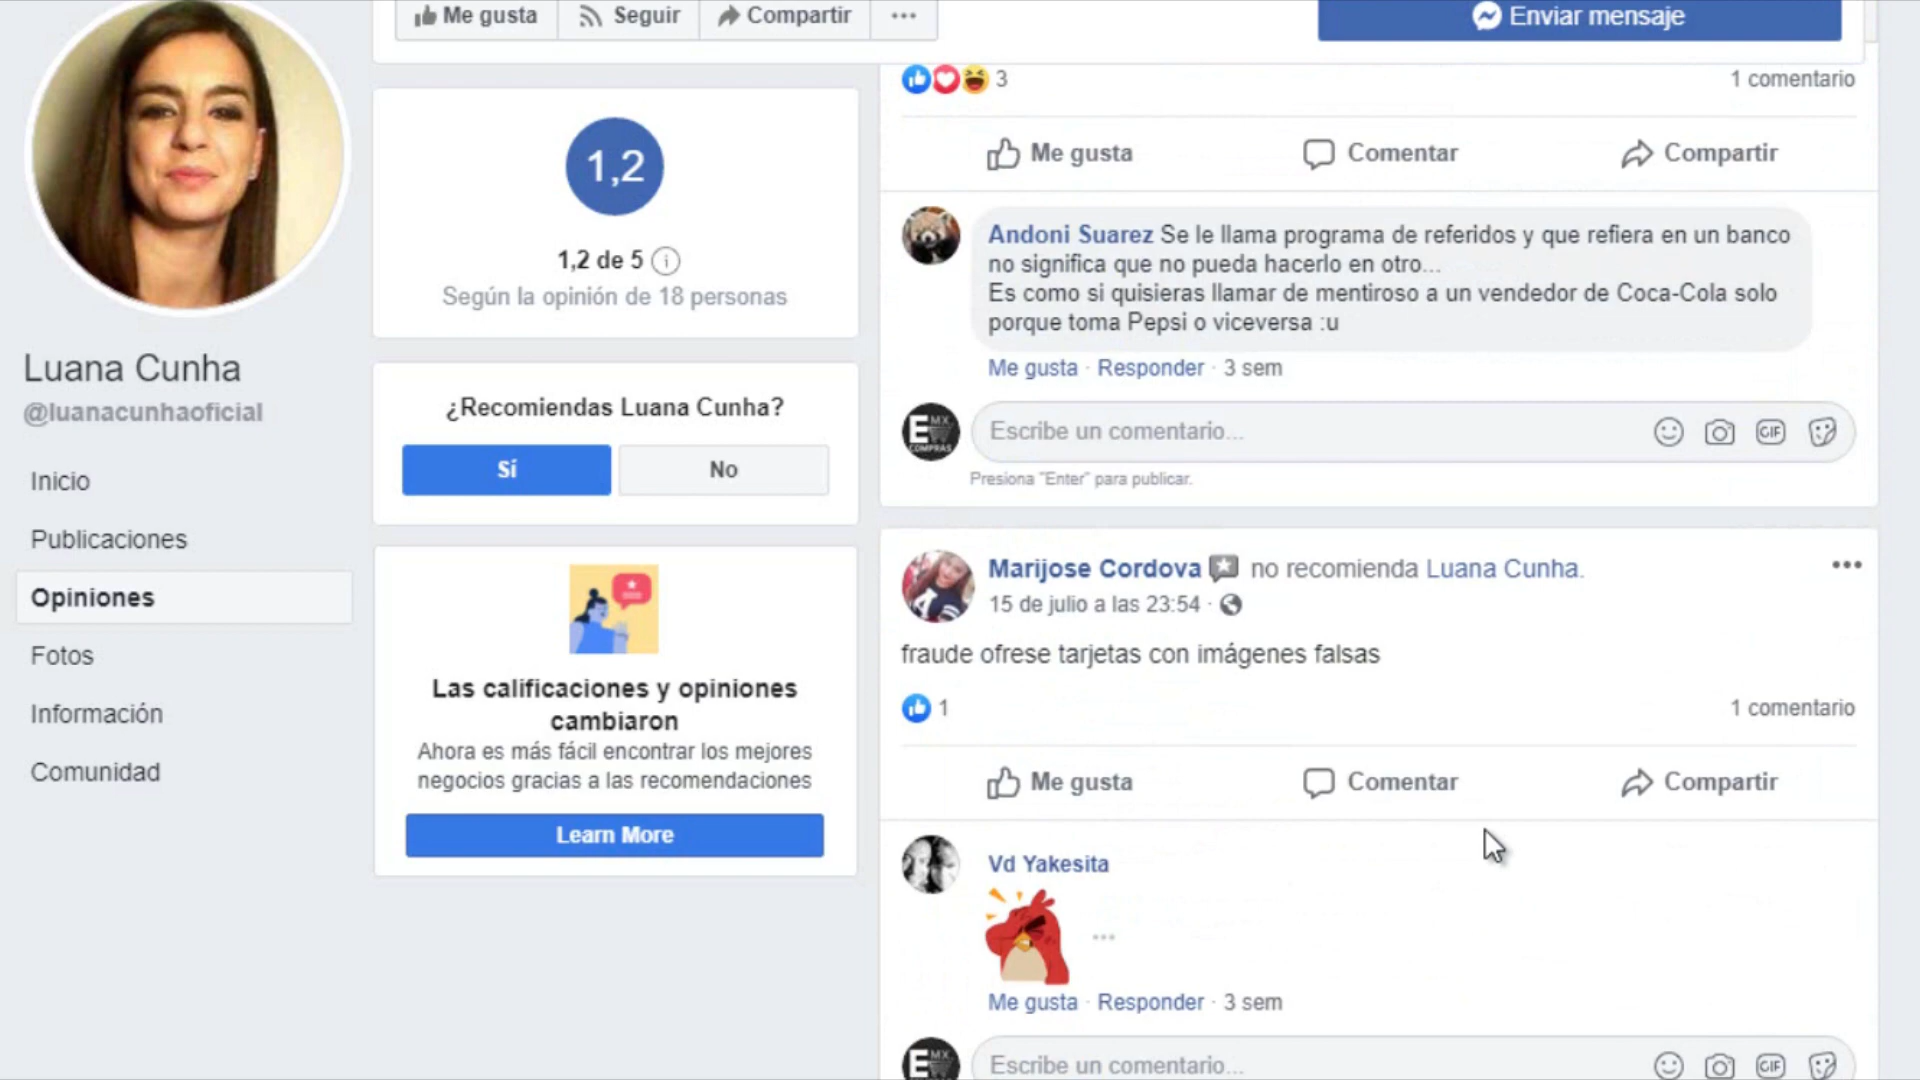 Me gusta
Seguir
Compartir
Enviar mensaje
Luana Cunha
@luanacunhaoficial
Inicio
Publicaciones
Opiniones
Fotos
Información
Comunidad
1,2
1,2 de 5
Según la opinión de 18 personas
¿Recomiendas Luana Cunha?
Sí
No
Las calificaciones y opiniones
cambiaron
Ahora es más fácil encontrar los mejores
negocios gracias a las recomendaciones
Learn More
3
1 comentario
Me gusta
Comentar
Compartir
Andoni Suarez Se le llama programa de referidos y que refiera en un banco
no significa que no pueda hacerlo en otro...
Es como si quisieras llamar de mentiroso a un vendedor de Coca-Cola solo
porque toma Pepsi o viceversa :u
Me gusta · Responder · 3 sem
E MX COMPRAS
Escribe un comentario...
GIF
Presiona "Enter" para publicar.
Marijose Cordova no recomienda Luana Cunha.
15 de julio a las 23:54 ·
fraude ofrese tarjetas con imágenes falsas
1
1 comentario
Me gusta
Comentar
Compartir
Vd Yakesita
Me gusta · Responder · 3 sem
E MX
Escribe un comentario...
GIF